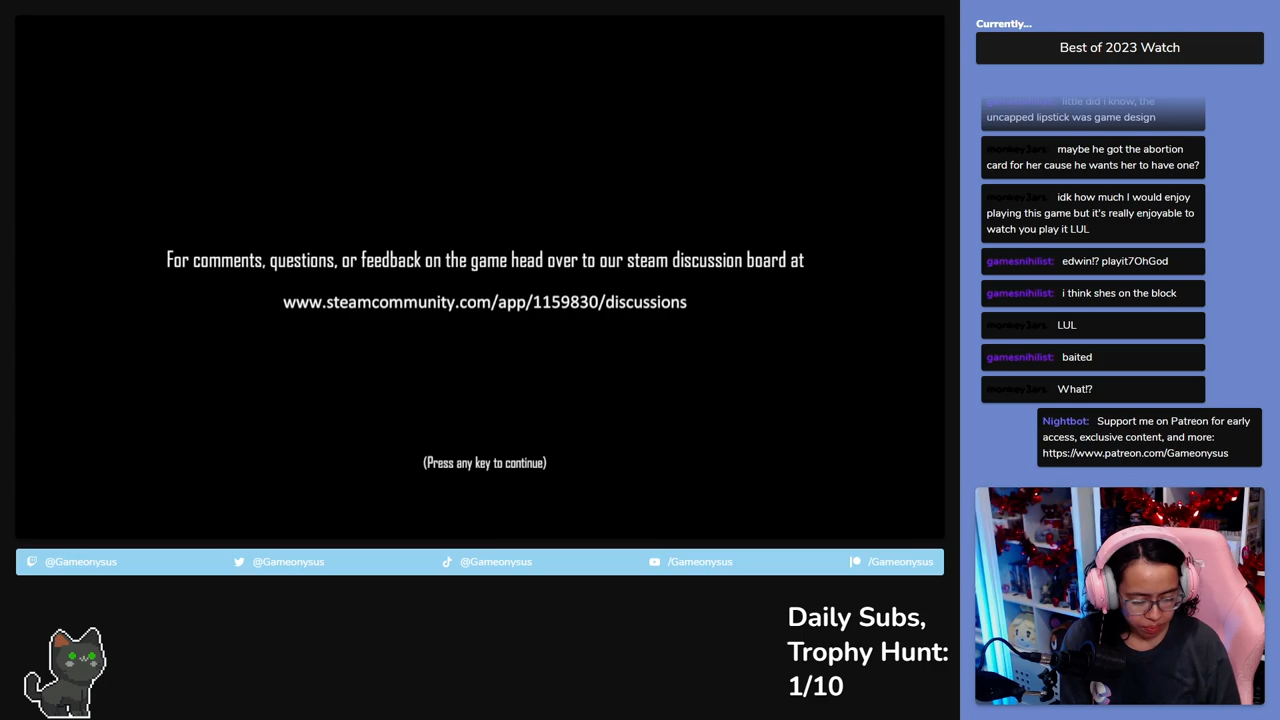 Currently...
Best of 2023 Watch
gamesnihilist: little did I know, the
uncapped lipstick was game design
monkey3ars: maybe he got the abortion
card for her cause he wants her to have one?
monkey3ars: idk how much I would enjoy
playing this game but it's really enjoyable to
watch you play it LUL
gamesnihilist: edwin!? playit7OhGod
gamesnihilist: i think shes on the block
monkey3ars: LUL
gamesnihilist: baited
monkey3ars: What!?
Nightbot: Support me on Patreon for early
access, exclusive content, and more:
https://www.patreon.com/Gameonysus
For comments, questions, or feedback on the game head over to our steam discussion board at
www.steamcommunity.com/app/1159830/discussions
(Press any key to continue)
@Gameonysus
@Gameonysus
@Gameonysus
/Gameonysus
/Gameonysus
Daily Subs,
Trophy Hunt:
1/10